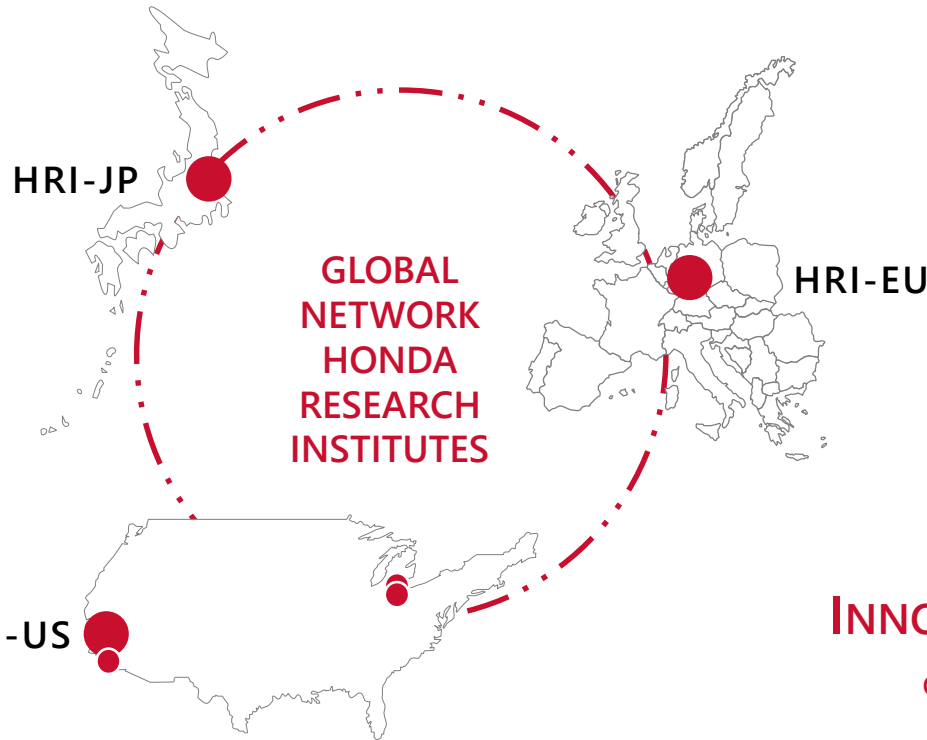 HRI-JP
GLOBAL
NETWORK
HONDA
RESEARCH
INSTITUTES
HRI-EU
-US